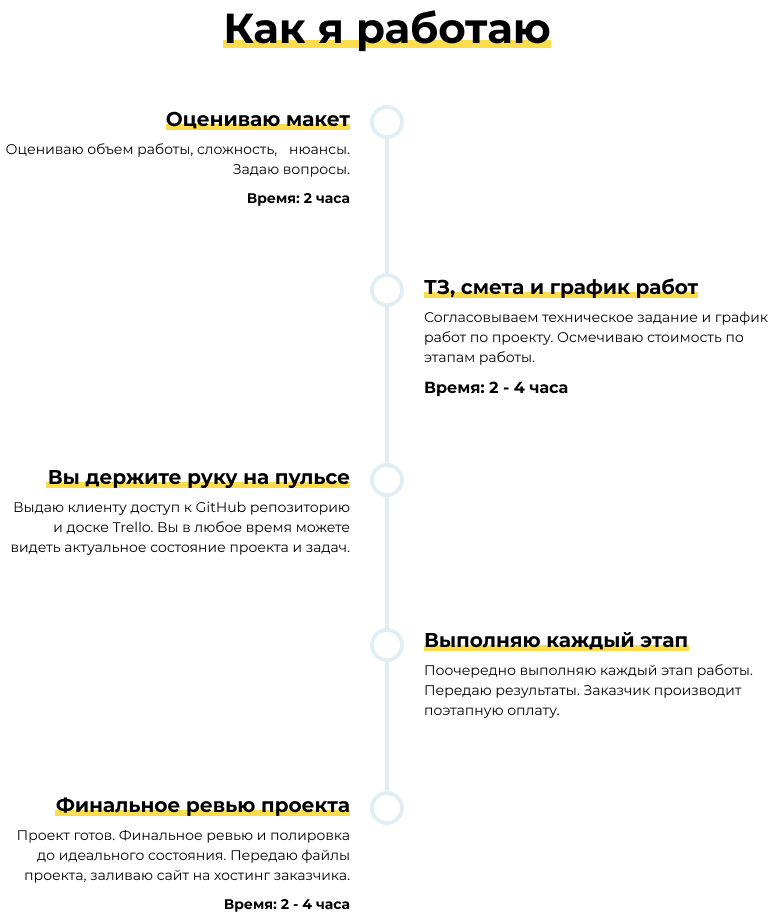 Как я работаю
Оцениваю макет
Оцениваю объем работы, сложность, нюансы.
Задаю вопросы.
Время: 2 часа
ТЗ, смета и график работ
Согласовываем техническое задание и график
работ по проекту. Осмечиваю стоимость по
этапам работы.
Время: 2 - 4 часа
Вы держите руку на пульсе
Выдаю клиенту доступ к GitHub репозиторию
и доске Trello. Вы в любое время можете
видеть актуальное состояние проекта и задач.
Выполняю каждый этап
Поочередно выполняю каждый этап работы.
Передаю результаты. Заказчик производит
поэтапную оплату.
Финальное ревью проекта
Проект готов. Финальное ревью и полировка
до идеального состояния. Передаю файлы
проекта, заливаю сайт на хостинг заказчика.
Время: 2 - 4 часа